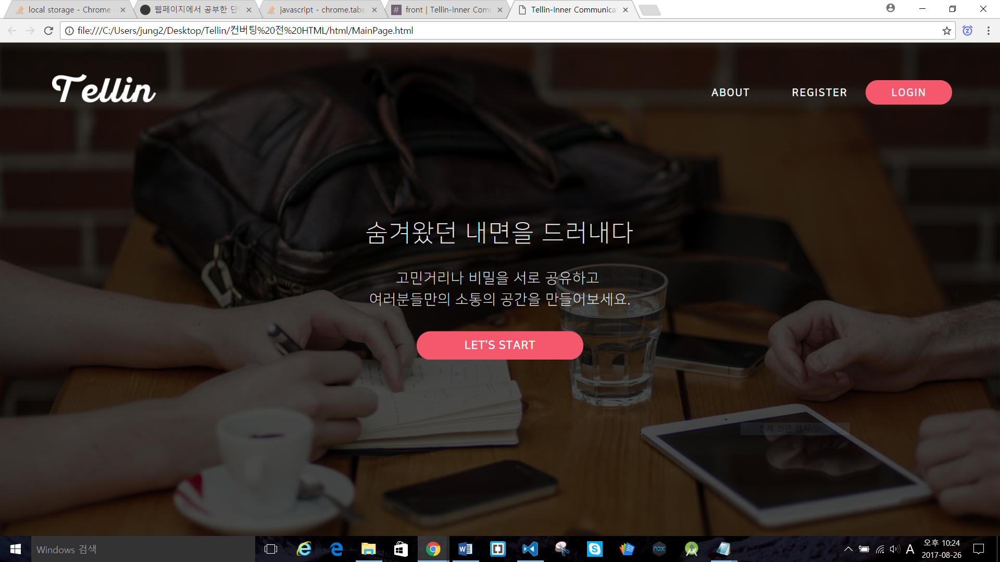 local storage - Chrome
웹페이지에서 공부한 단
javascript - chrome.tabs
front | Tellin-Inner Com
Tellin-Inner Communica
file:///C:/Users/jung2/Desktop/Tellin/컨버팅%20전%20HTML/html/MainPage.html
Tellin
ABOUT
REGISTER
LOGIN
숨겨왔던 내면을 드러내다
고민거리나 비밀을 서로 공유하고
여러분들만의 소통의 공간을 만들어보세요.
LET'S START
전체 화면 캡처(S)
Windows 검색
nox
A
오후 10:24
2017-08-26